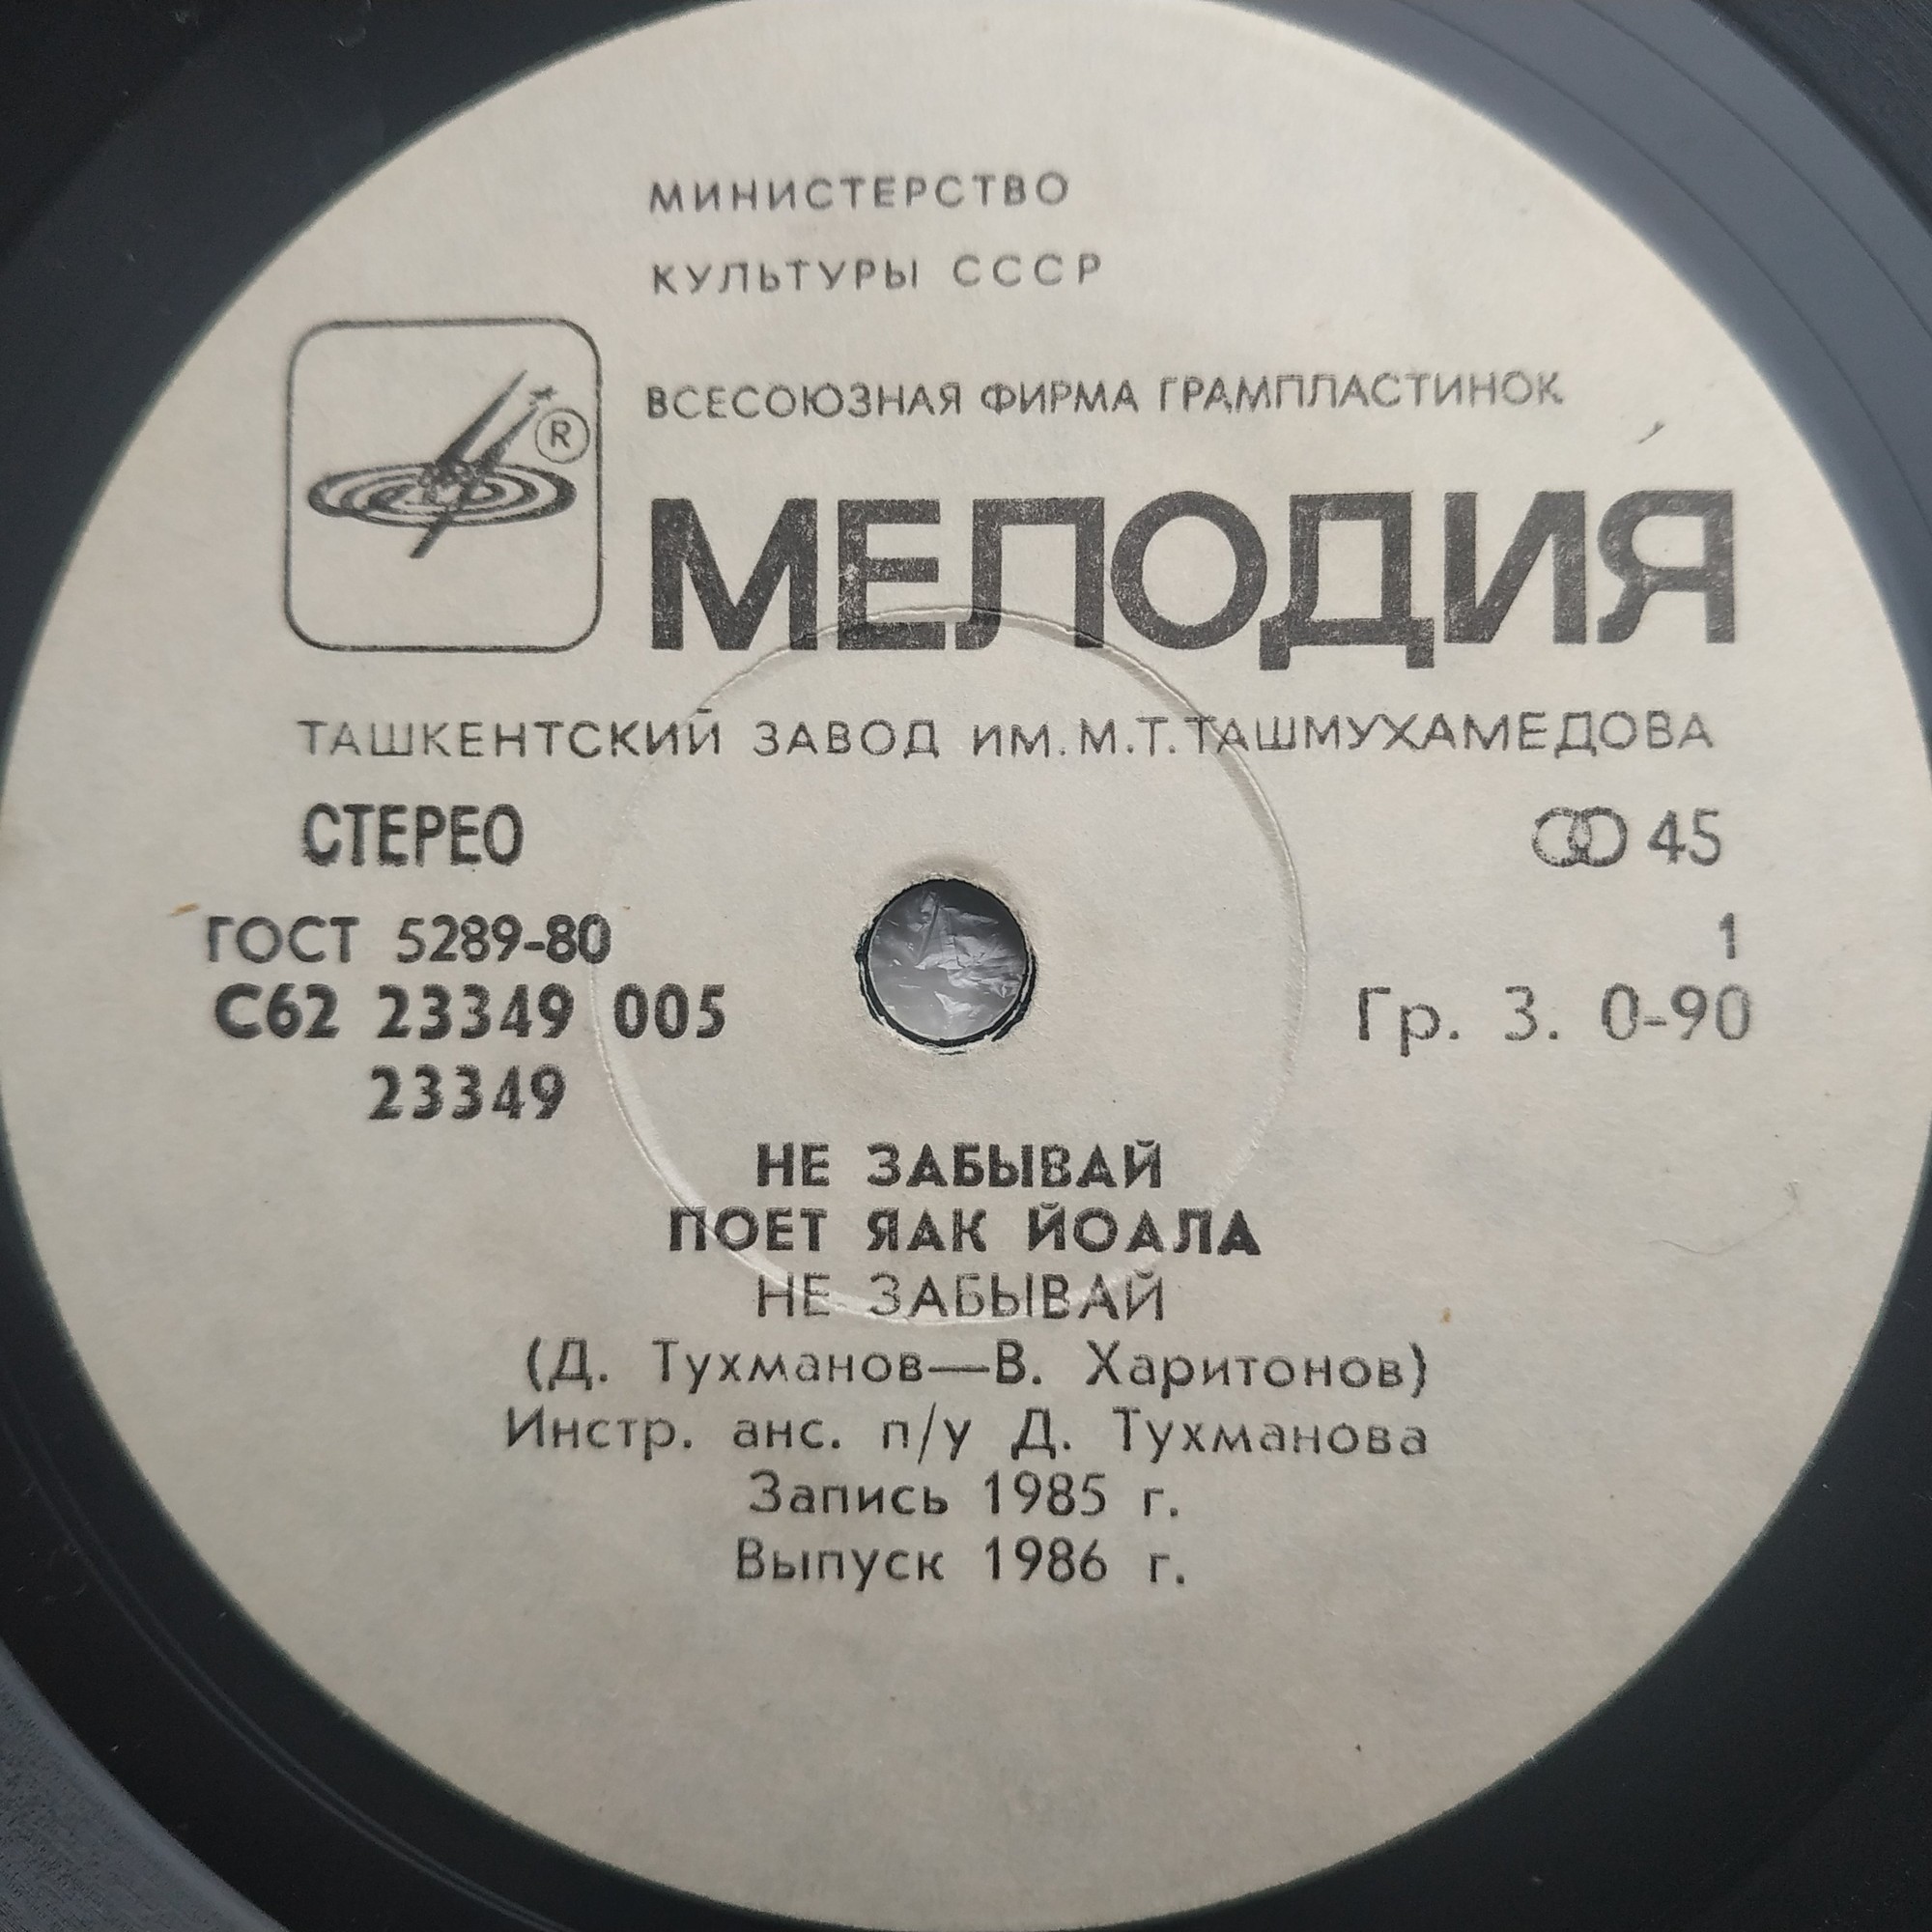 МИНИСТЕРСТВО
КУЛЬТУРЫ СССР
ВСЕСОЮЗНАЯ ФИРМА ГРАМПЛАСТИНОК
®
МЕЛОДИЯ
ТАШКЕНТСКИЙ ЗАВОД ИМ. М.Т. ТАШМУХАМЕДОВА
СТЕРЕО 45
ГОСТ 5289-80 1
С62 23349 005 Гр. 3. 0-90
23349
НЕ ЗАБЫВАЙ
ПОЕТ ЯАК ЙОАЛА
НЕ ЗАБЫВАЙ
(Д. Тухманов—В. Харитонов)
Инстр. анс. п/у Д. Тухманова
Запись 1985 г.
Выпуск 1986 г.